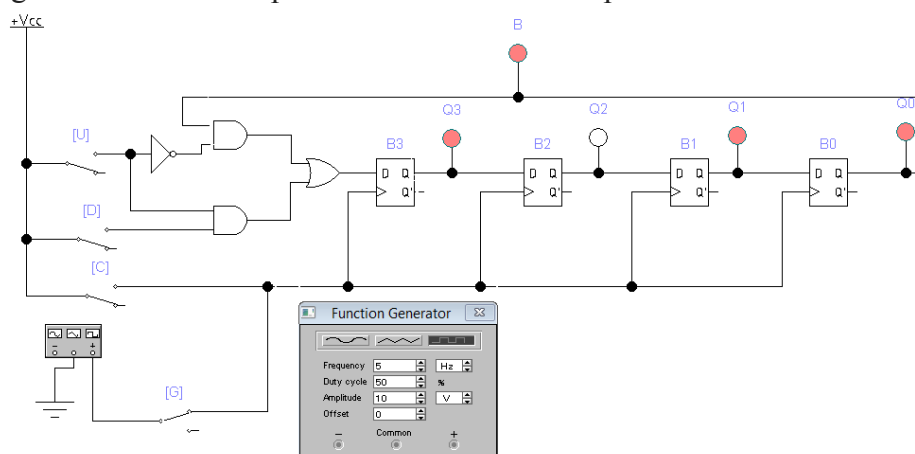 +Vcc
B
Q3
Q2
Q1
Q0
[U]
B3
B2
B1
B0
D Q
Q'
D Q
Q'
D Q
Q'
D Q
Q'
[D]
[C]
Function Generator
Frequency 5 Hz
Duty cycle 50 %
Amplitude 10 V
Offset 0
− Common +
− +
[G]